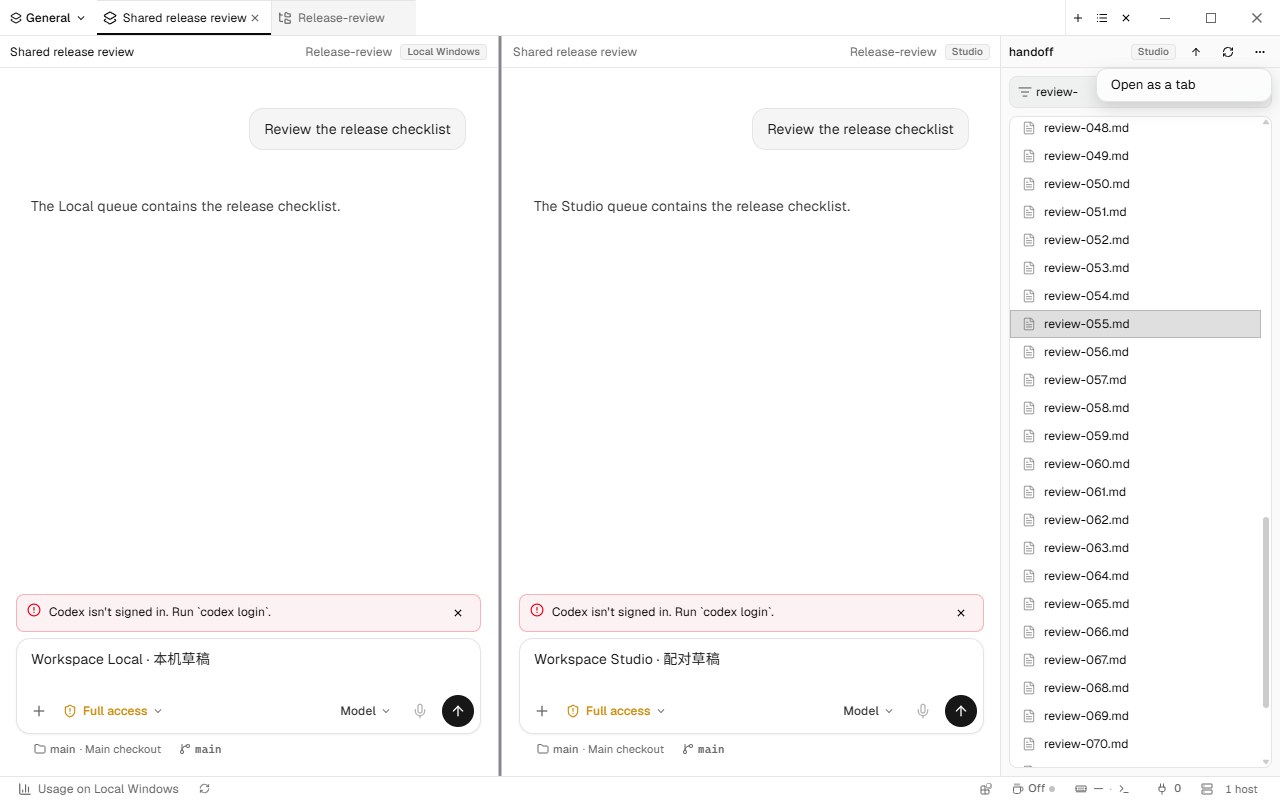 General
Shared release review
Release-review
Shared release review
Release-review
Local Windows
Review the release checklist
The Local queue contains the release checklist.
Codex isn't signed in. Run `codex login`.
Workspace Local · 本机草稿
Full access
Model
main · Main checkout
main
Shared release review
Release-review
Studio
Review the release checklist
The Studio queue contains the release checklist.
Codex isn't signed in. Run `codex login`.
Workspace Studio · 配对草稿
Full access
Model
main · Main checkout
main
handoff
Studio
Open as a tab
review-
review-048.md
review-049.md
review-050.md
review-051.md
review-052.md
review-053.md
review-054.md
review-055.md
review-056.md
review-057.md
review-058.md
review-059.md
review-060.md
review-061.md
review-062.md
review-063.md
review-064.md
review-065.md
review-066.md
review-067.md
review-068.md
review-069.md
review-070.md
Usage on Local Windows
Off
— ·
0
1 host